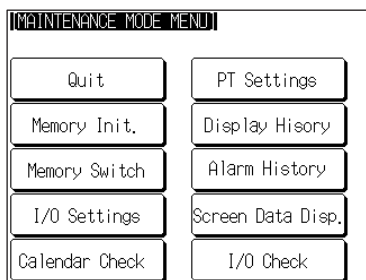 [MAINTENANCE MODE MENU]
Quit
PT Settings
Memory Init.
Display Hisory
Memory Switch
Alarm History
I/O Settings
Screen Data Disp.
Calendar Check
I/O Check